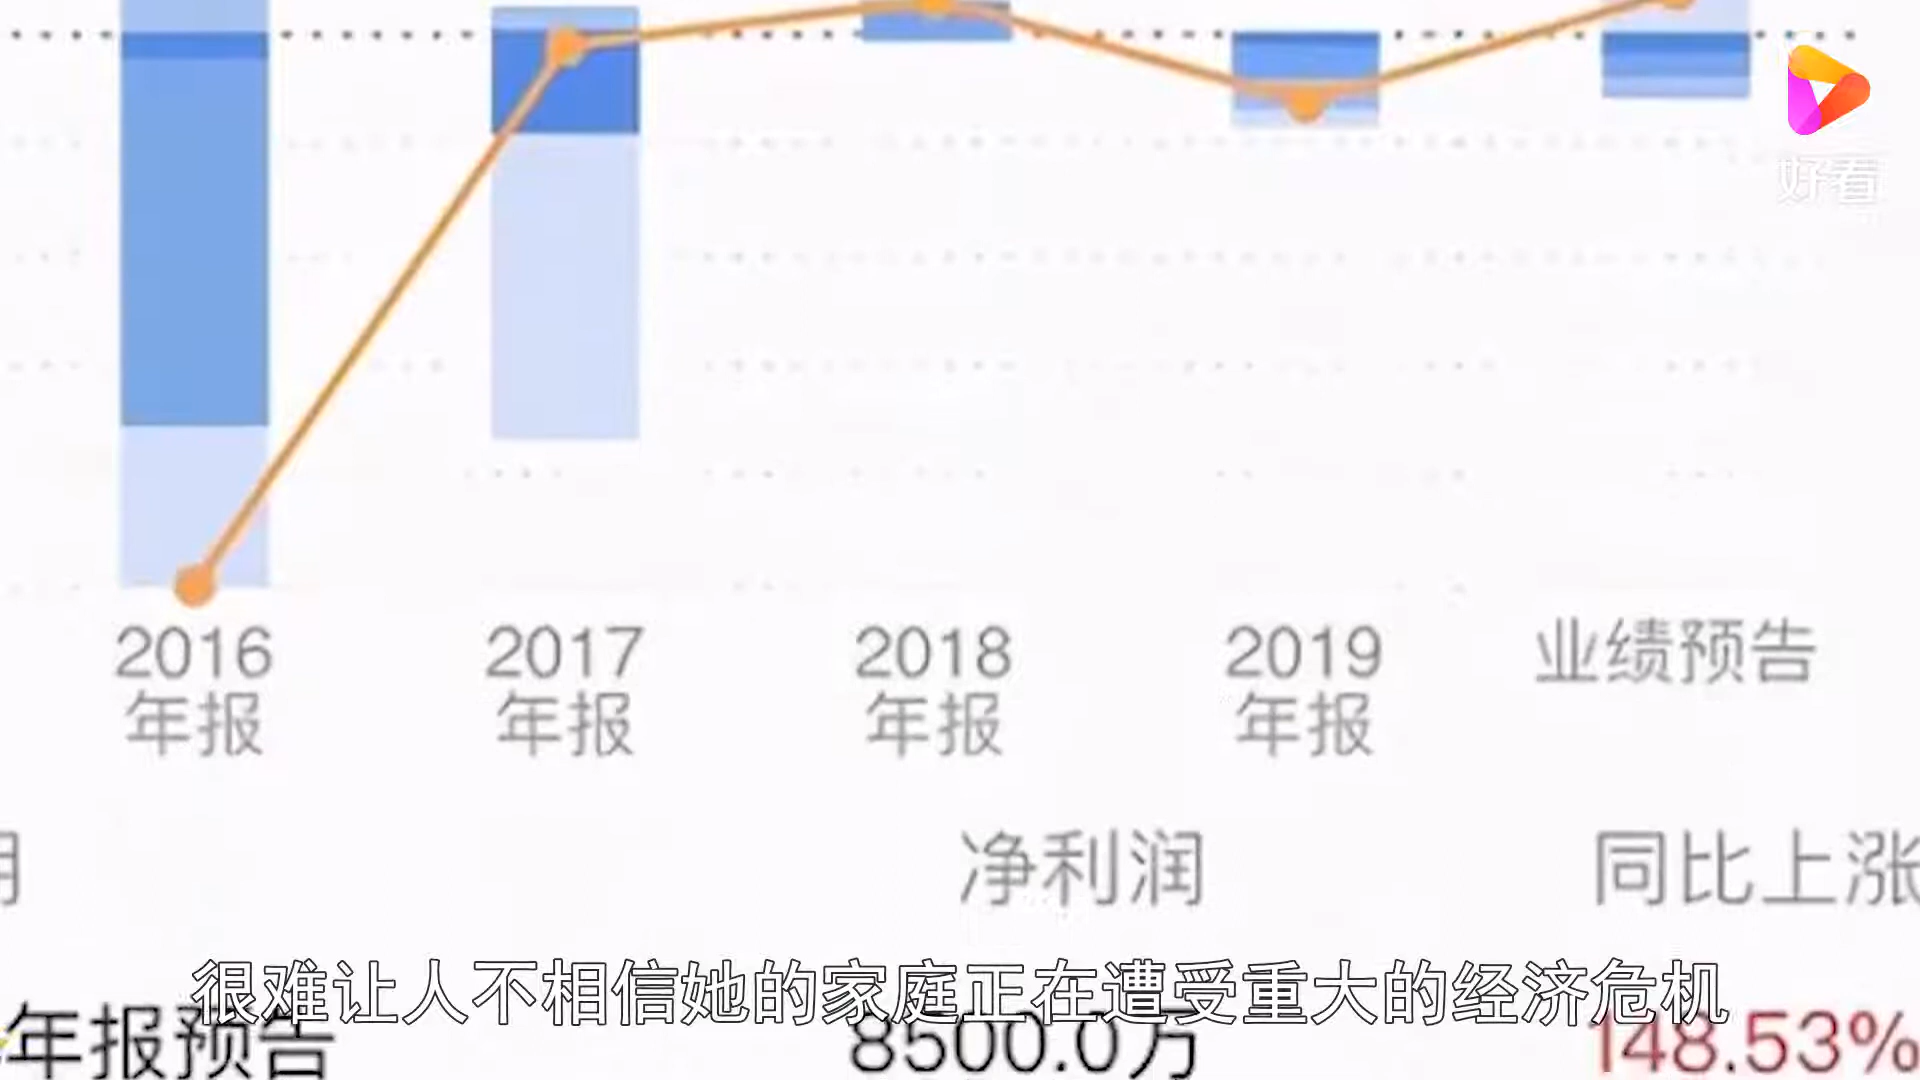 好看
2016 2017 2018 2019 业绩预告
年报 年报 年报 年报
净利润 同比上涨
很难让人不相信她的家庭正在遭受重大的经济危机
年报预告 8500.0万 148.53%